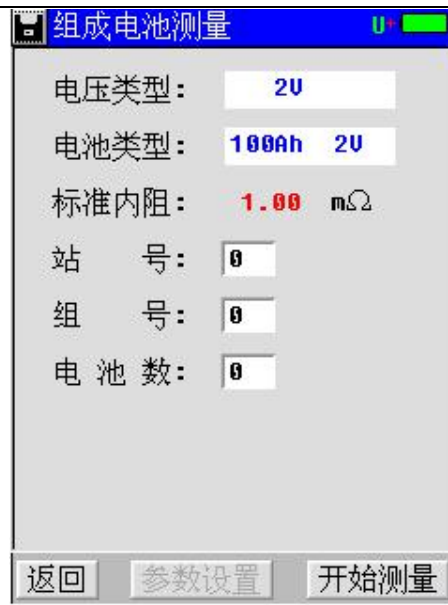 组成电池测量 U+
电压类型: 2V
电池类型: 100Ah 2V
标准内阻: 1.00 mΩ
站 号: 0
组 号: 0
电 池 数: 0
返回 参数设置 开始测量